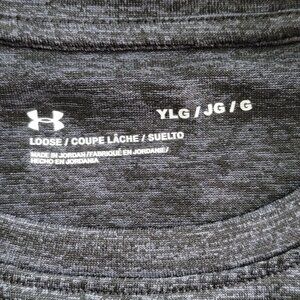 YLG / JG / G
LOOSE / COUPE LÂCHE / SUELTO
MADE IN JORDAN/FABRIQUÉ EN JORDANIE/
HECHO EN JORDANIA